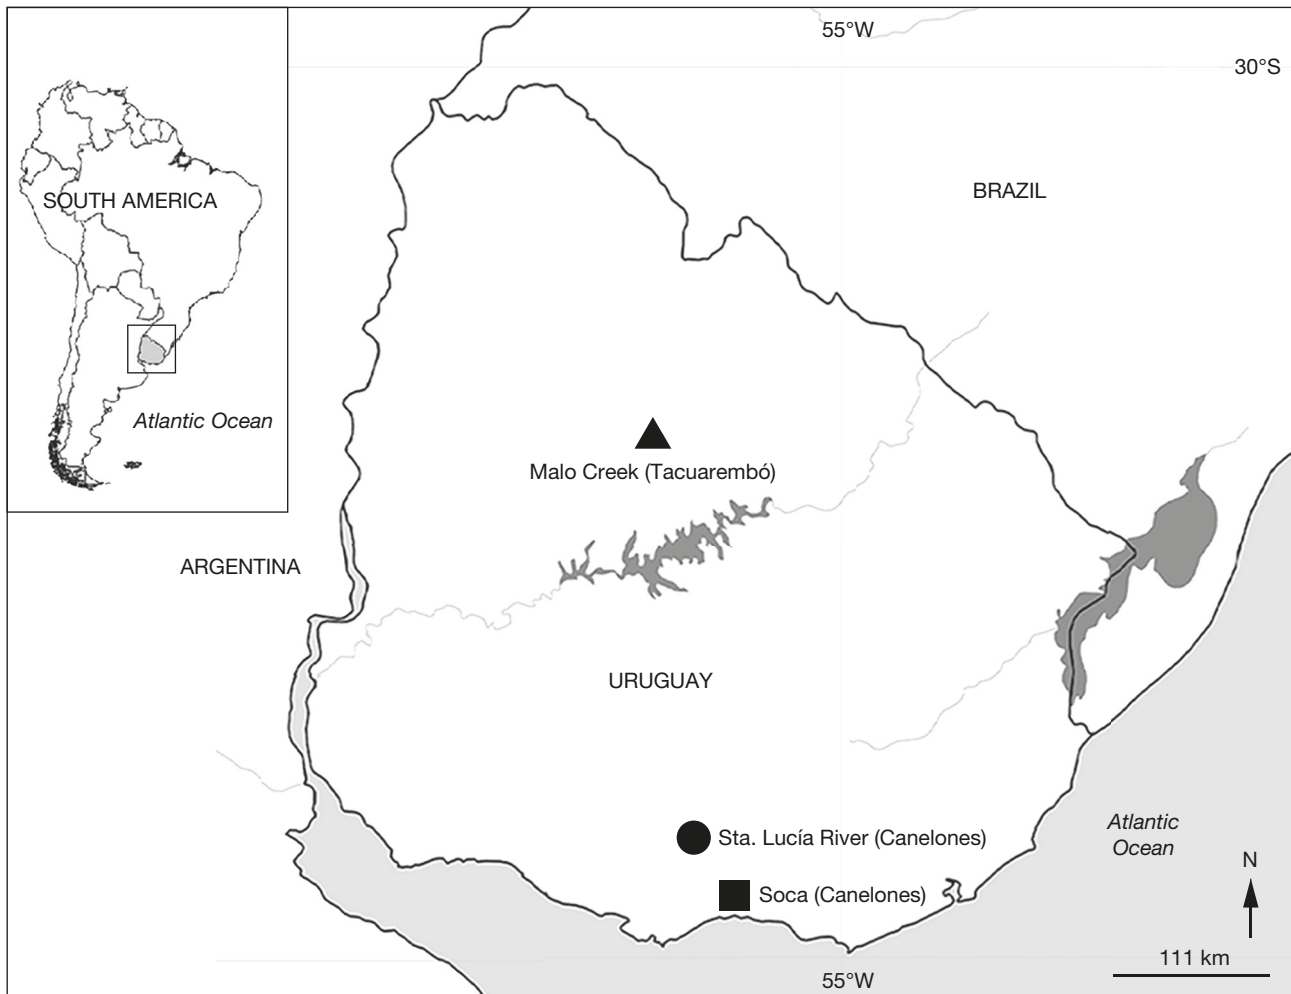 55°W
30°S
BRAZIL
SOUTH AMERICA
Atlantic Ocean
Malo Creek (Tacuarembó)
ARGENTINA
URUGUAY
Sta. Lucía River (Canelones)
Atlantic
Ocean
N
Soca (Canelones)
111 km
55°W